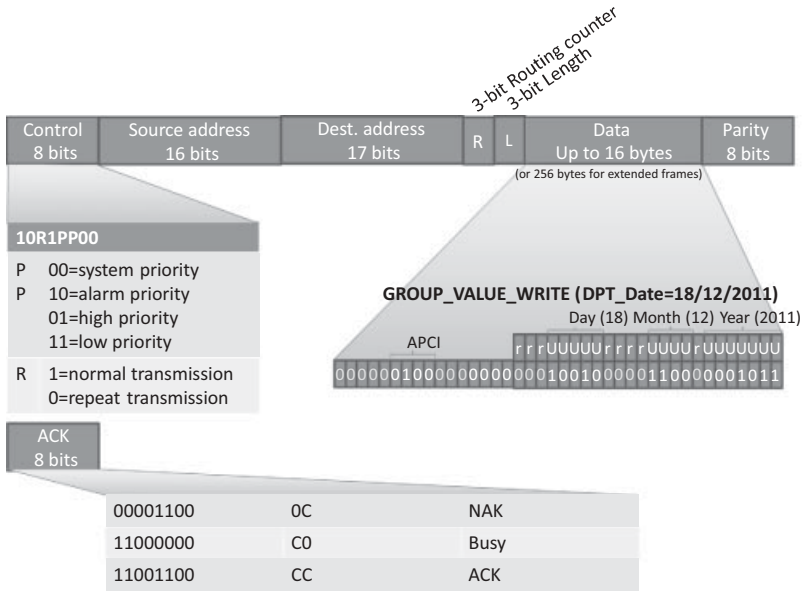 3-bit Routing counter
3-bit Length
Control
8 bits
Source address
16 bits
Dest. address
17 bits
R
L
Data
Up to 16 bytes
Parity
8 bits
(or 256 bytes for extended frames)
10R1PP00
P 00=system priority
P 10=alarm priority
01=high priority
11=low priority
R 1=normal transmission
0=repeat transmission
GROUP_VALUE_WRITE (DPT_Date=18/12/2011)
Day (18) Month (12) Year (2011)
APCI
rrrUUUUUrrrrUUUUrUUUUUUU
0000001000000000000100100000110000001011
ACK
8 bits
00001100 0C NAK
11000000 C0 Busy
11001100 CC ACK